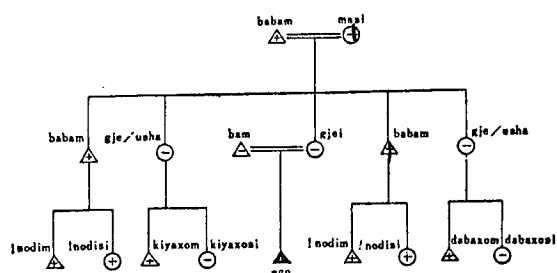 babam masi
babam gje/usha bam gjei babam gje/usha
!nodim !nodisi kiyaxom kiyaxosi !nodim !nodisi dabaxom dabaxosi
ego